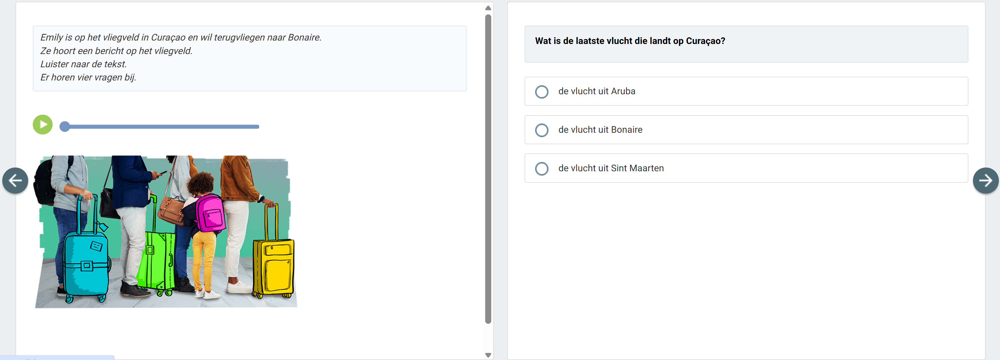 Emily is op het vliegveld in Curaçao en wil terugvliegen naar Bonaire.
Ze hoort een bericht op het vliegveld.
Luister naar de tekst.
Er horen vier vragen bij.
Wat is de laatste vlucht die landt op Curaçao?
de vlucht uit Aruba
de vlucht uit Bonaire
de vlucht uit Sint Maarten